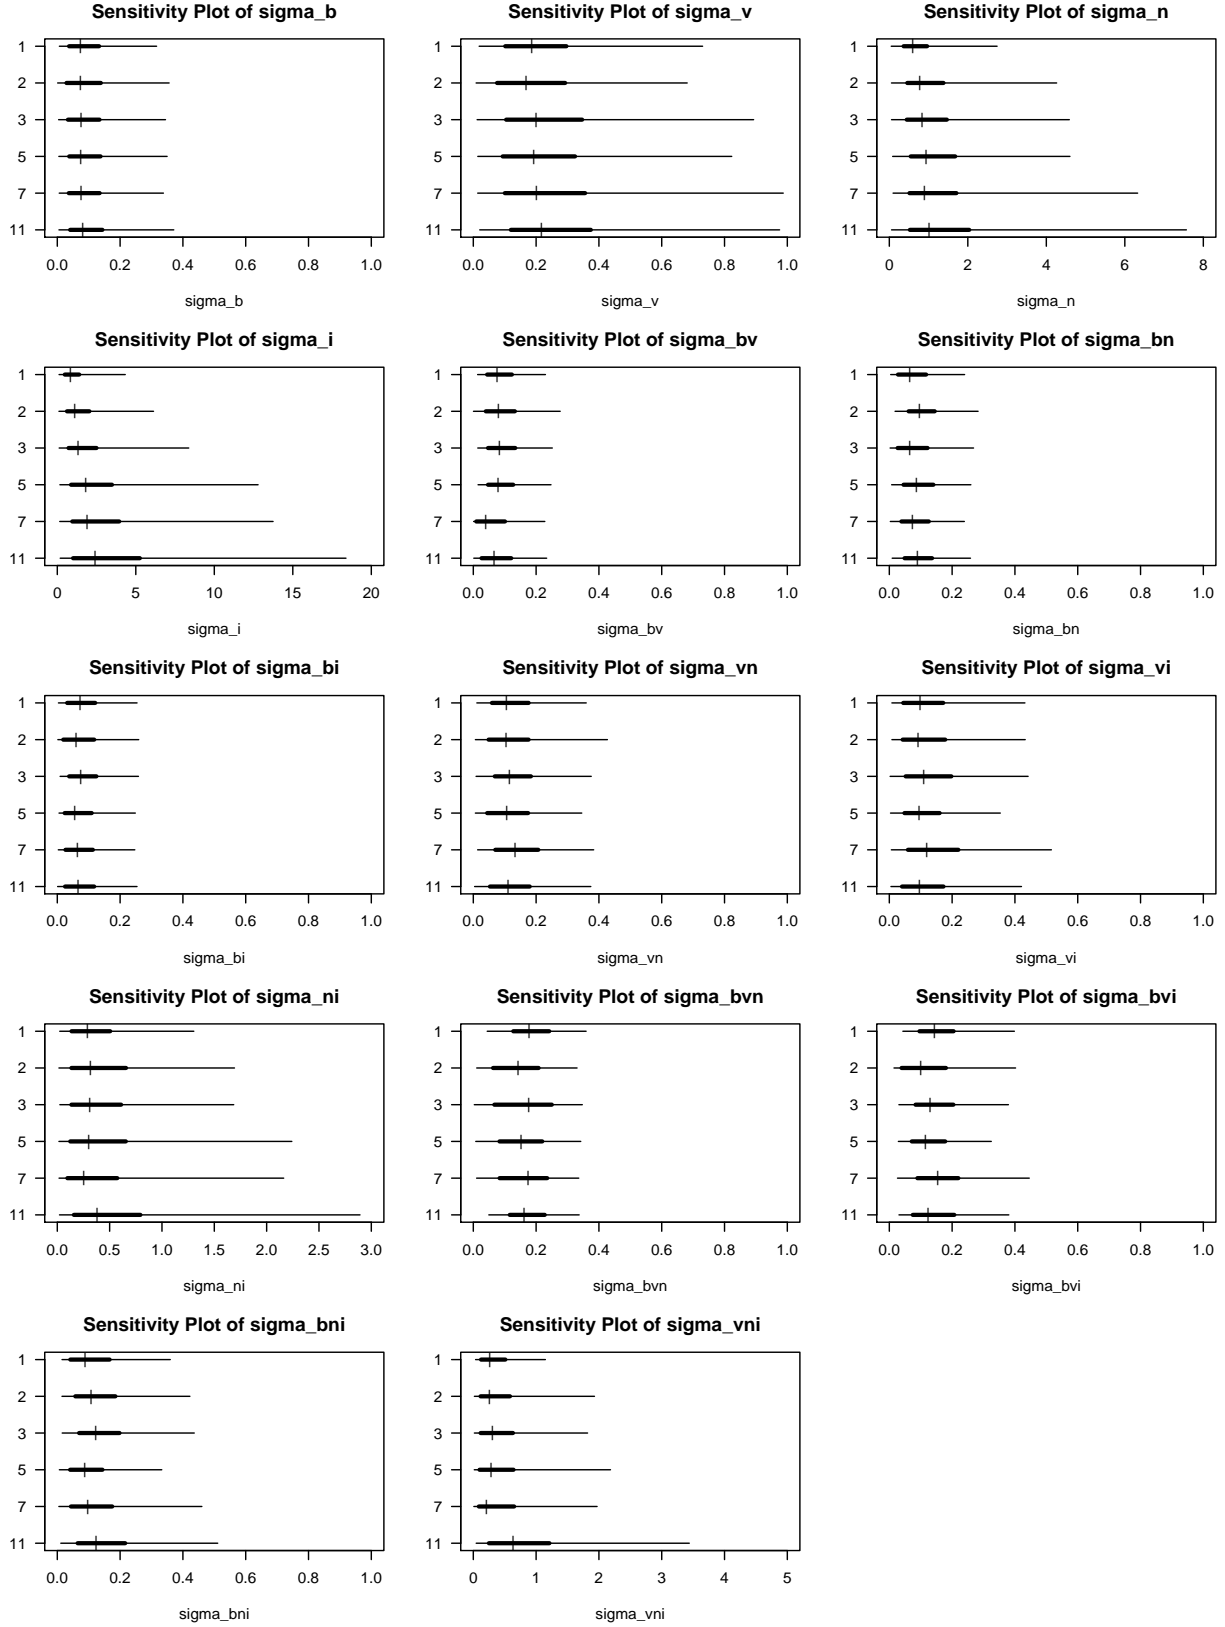 Sensitivity Plot of sigma_b
1
2
3
5
7
11
0.0 0.2 0.4 0.6 0.8 1.0
sigma_b
Sensitivity Plot of sigma_v
1
2
3
5
7
11
0.0 0.2 0.4 0.6 0.8 1.0
sigma_v
Sensitivity Plot of sigma_n
1
2
3
5
7
11
0 2 4 6 8
sigma_n
Sensitivity Plot of sigma_i
1
2
3
5
7
11
0 5 10 15 20
sigma_i
Sensitivity Plot of sigma_bv
1
2
3
5
7
11
0.0 0.2 0.4 0.6 0.8 1.0
sigma_bv
Sensitivity Plot of sigma_bn
1
2
3
5
7
11
0.0 0.2 0.4 0.6 0.8 1.0
sigma_bn
Sensitivity Plot of sigma_bi
1
2
3
5
7
11
0.0 0.2 0.4 0.6 0.8 1.0
sigma_bi
Sensitivity Plot of sigma_vn
1
2
3
5
7
11
0.0 0.2 0.4 0.6 0.8 1.0
sigma_vn
Sensitivity Plot of sigma_vi
1
2
3
5
7
11
0.0 0.2 0.4 0.6 0.8 1.0
sigma_vi
Sensitivity Plot of sigma_ni
1
2
3
5
7
11
0.0 0.5 1.0 1.5 2.0 2.5 3.0
sigma_ni
Sensitivity Plot of sigma_bvn
1
2
3
5
7
11
0.0 0.2 0.4 0.6 0.8 1.0
sigma_bvn
Sensitivity Plot of sigma_bvi
1
2
3
5
7
11
0.0 0.2 0.4 0.6 0.8 1.0
sigma_bvi
Sensitivity Plot of sigma_bni
1
2
3
5
7
11
0.0 0.2 0.4 0.6 0.8 1.0
sigma_bni
Sensitivity Plot of sigma_vni
1
2
3
5
7
11
0 1 2 3 4 5
sigma_vni